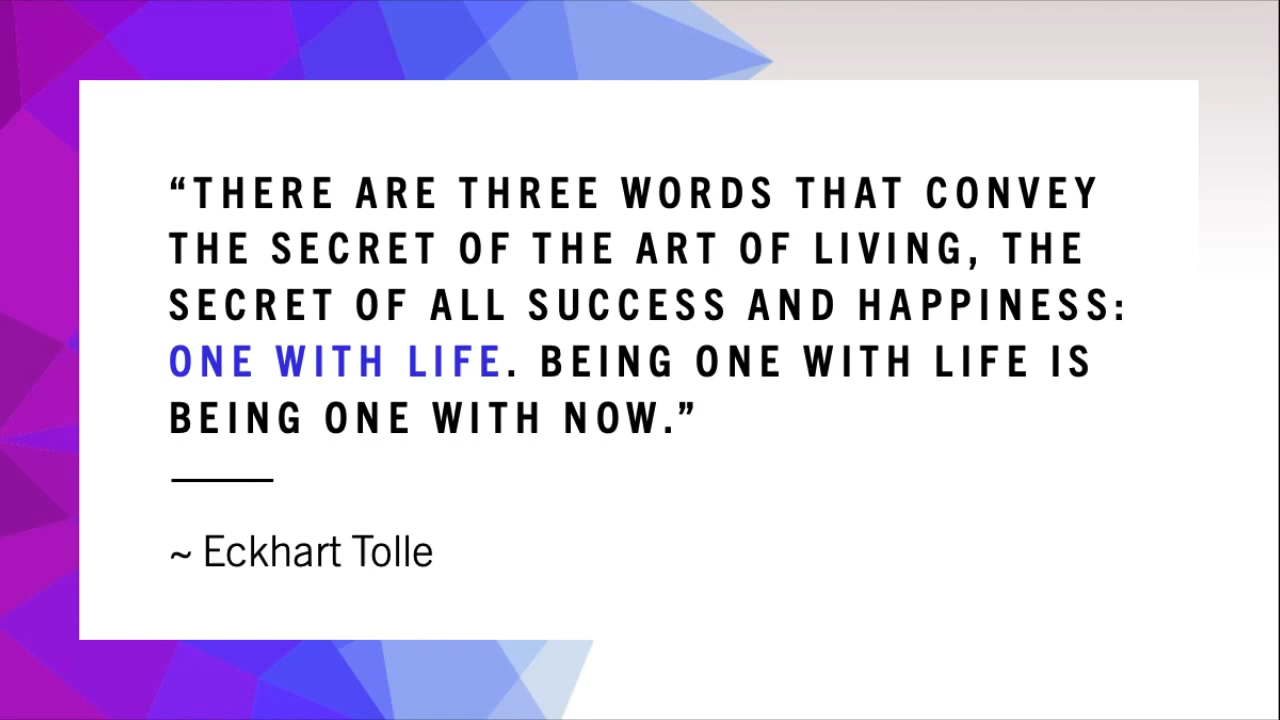 “THERE ARE THREE WORDS THAT CONVEY
THE SECRET OF THE ART OF LIVING, THE
SECRET OF ALL SUCCESS AND HAPPINESS:
ONE WITH LIFE. BEING ONE WITH LIFE IS
BEING ONE WITH NOW.”
~ Eckhart Tolle